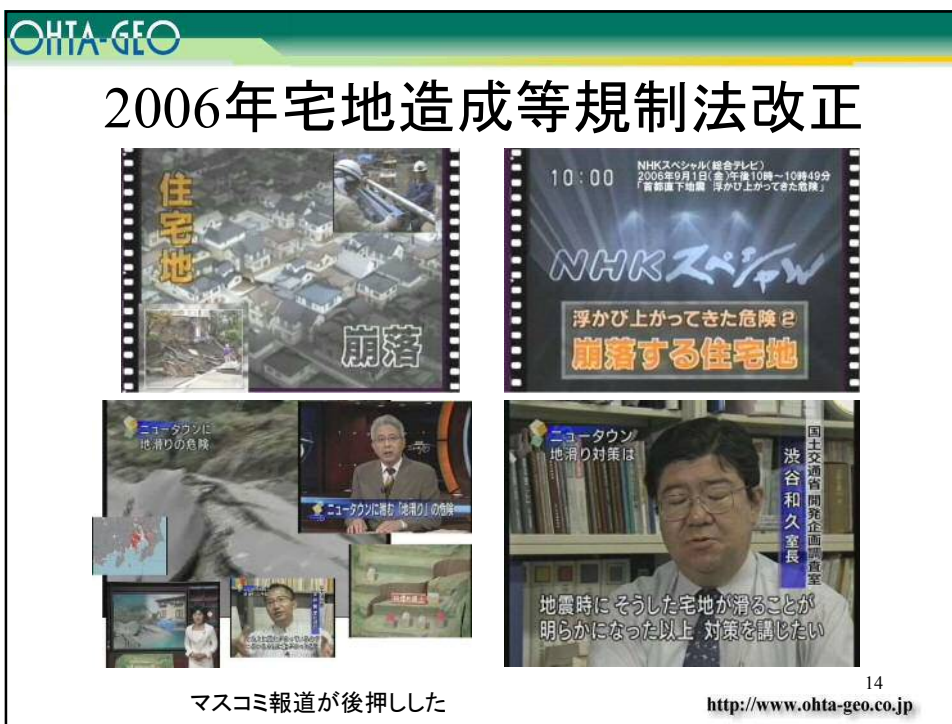 OHTA-GEO
2006年宅地造成等規制法改正
住宅地
崩落
10:00
NHKスペシャル(総合テレビ)
2006年9月1日(金)午後10時～10時49分
「首都直下地震 浮かび上がってきた危険」
NHKスペシャル
浮かび上がってきた危険②
崩落する住宅地
ニュータウンに
地滑りの危険
ニュータウンに潜む「地滑り」の危険
ニュータウン
地滑り対策は
国土交通省 開発企画調査室
渋谷和久室長
地震時に そうした宅地が滑ることが
明らかになった以上 対策を講じたい
マスコミ報道が後押しした
14
http://www.ohta-geo.co.jp